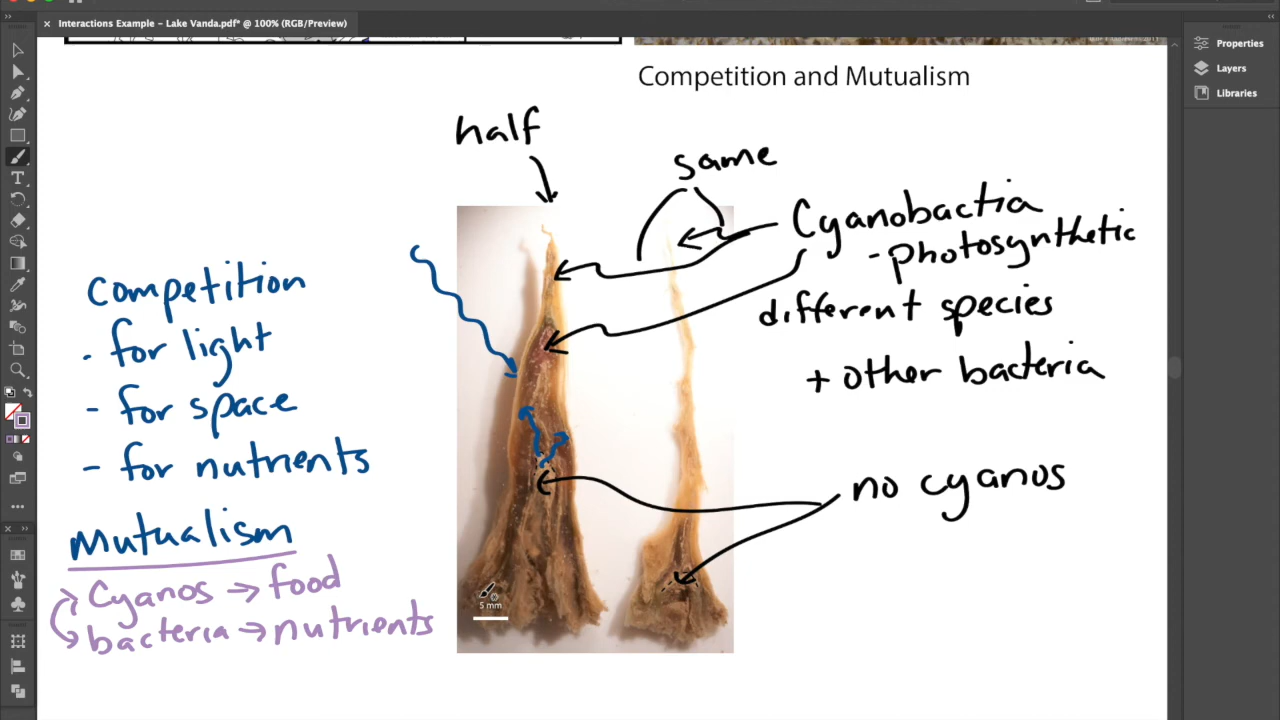 Interactions Example – Lake Vanda.pdf* @ 100% (RGB/Preview)
Properties
Layers
Libraries
Competition and Mutualism
half
same
Cyanobactia
- photosynthetic
different species
+ other bacteria
no cyanos
Competition
- for light
- for space
- for nutrients
Mutualism
Cyanos → food
bacteria → nutrients
5 mm